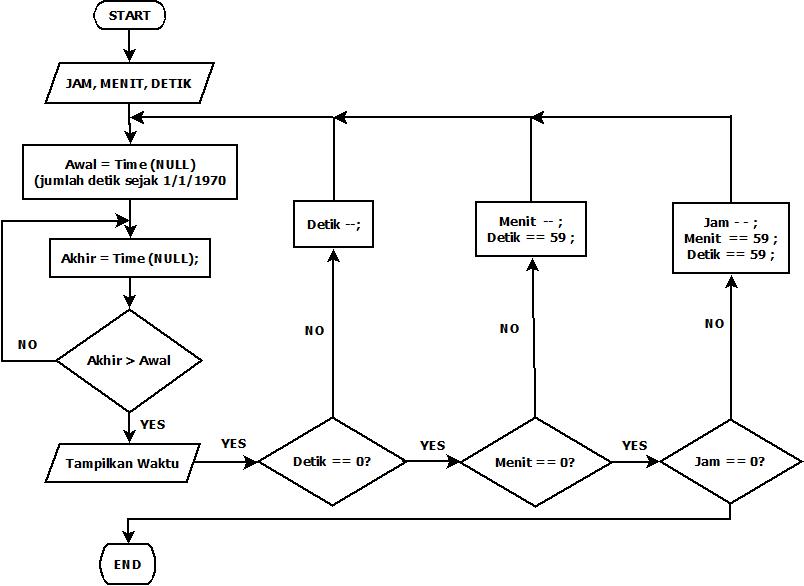 START
JAM, MENIT, DETIK
Awal = Time (NULL)
(jumlah detik sejak 1/1/1970
Akhir = Time (NULL);
Akhir > Awal
NO
YES
Tampilkan Waktu
YES
Detik == 0?
NO
Detik --;
YES
Menit == 0?
NO
Menit -- ;
Detik == 59 ;
YES
Jam == 0?
NO
Jam - - ;
Menit == 59 ;
Detik == 59 ;
END